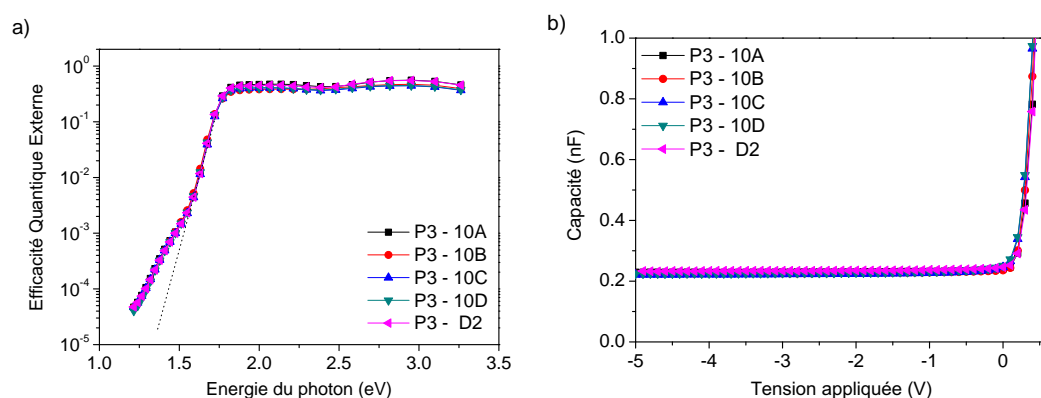 a)
Efficacité Quantique Externe
10^0
10^-1
10^-2
10^-3
10^-4
10^-5
P3 - 10A
P3 - 10B
P3 - 10C
P3 - 10D
P3 - D2
1.0 1.5 2.0 2.5 3.0 3.5
Energie du photon (eV)
b)
Capacité (nF)
1.0
0.8
0.6
0.4
0.2
0.0
P3 - 10A
P3 - 10B
P3 - 10C
P3 - 10D
P3 - D2
-5 -4 -3 -2 -1 0
Tension appliquée (V)